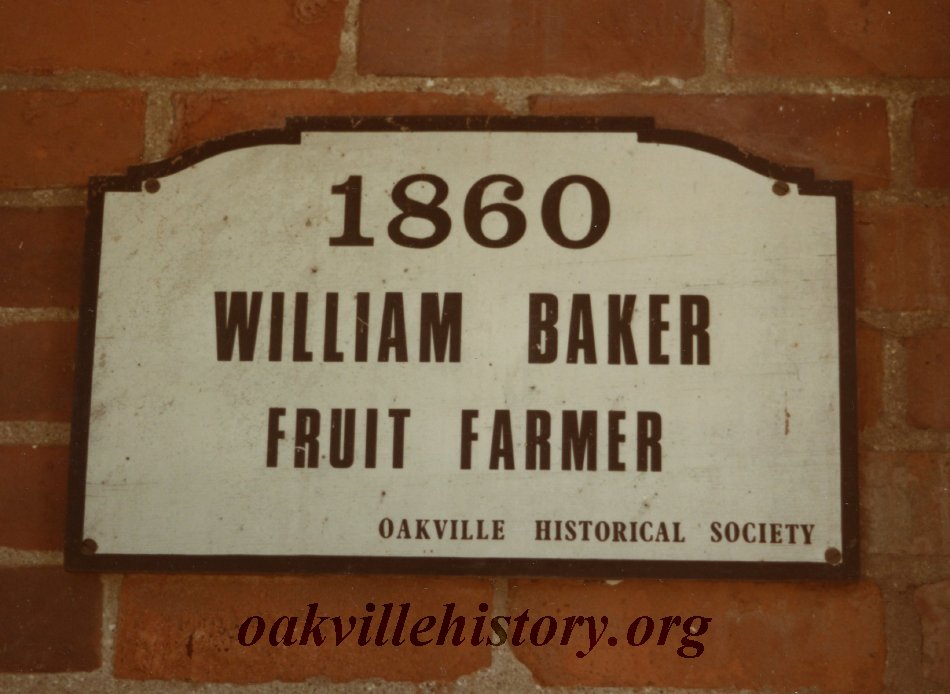 1860
WILLIAM BAKER
FRUIT FARMER
OAKVILLE HISTORICAL SOCIETY
oakvillehistory.org